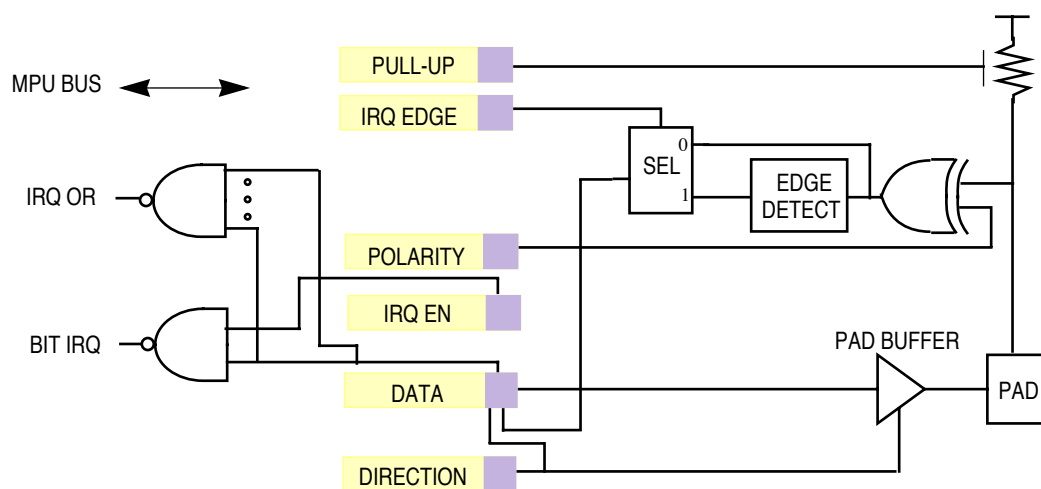 PULL-UP
MPU BUS
IRQ EDGE
0
SEL
1
EDGE
DETECT
IRQ OR
POLARITY
IRQ EN
BIT IRQ
PAD BUFFER
DATA
PAD
DIRECTION